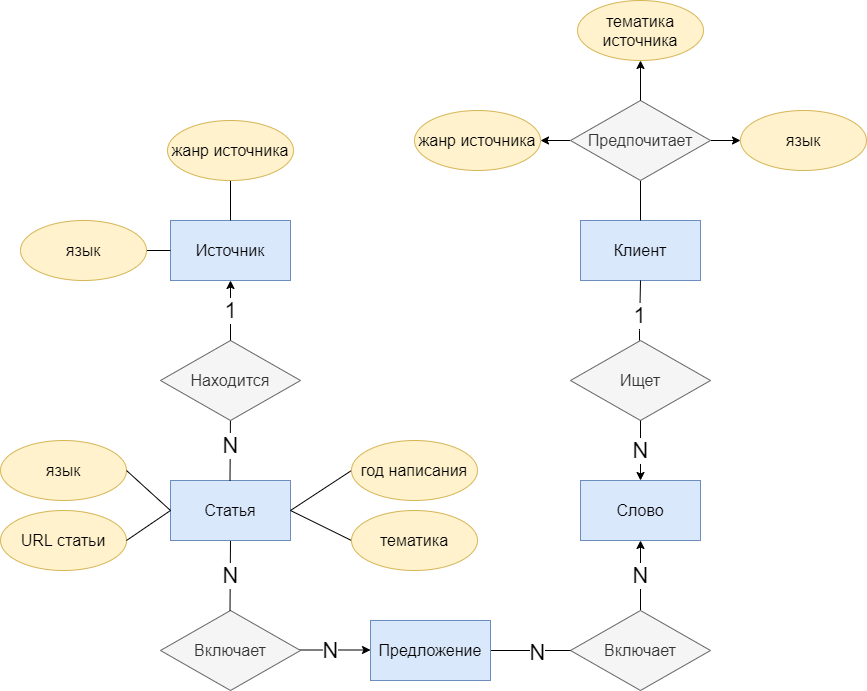 тематика
источника
жанр источника
Предпочитает
язык
жанр источника
язык
Источник
Клиент
1
1
Находится
Ищет
N
N
язык
год написания
Статья
Слово
URL статьи
тематика
N
N
Включает
N
Предложение
N
Включает